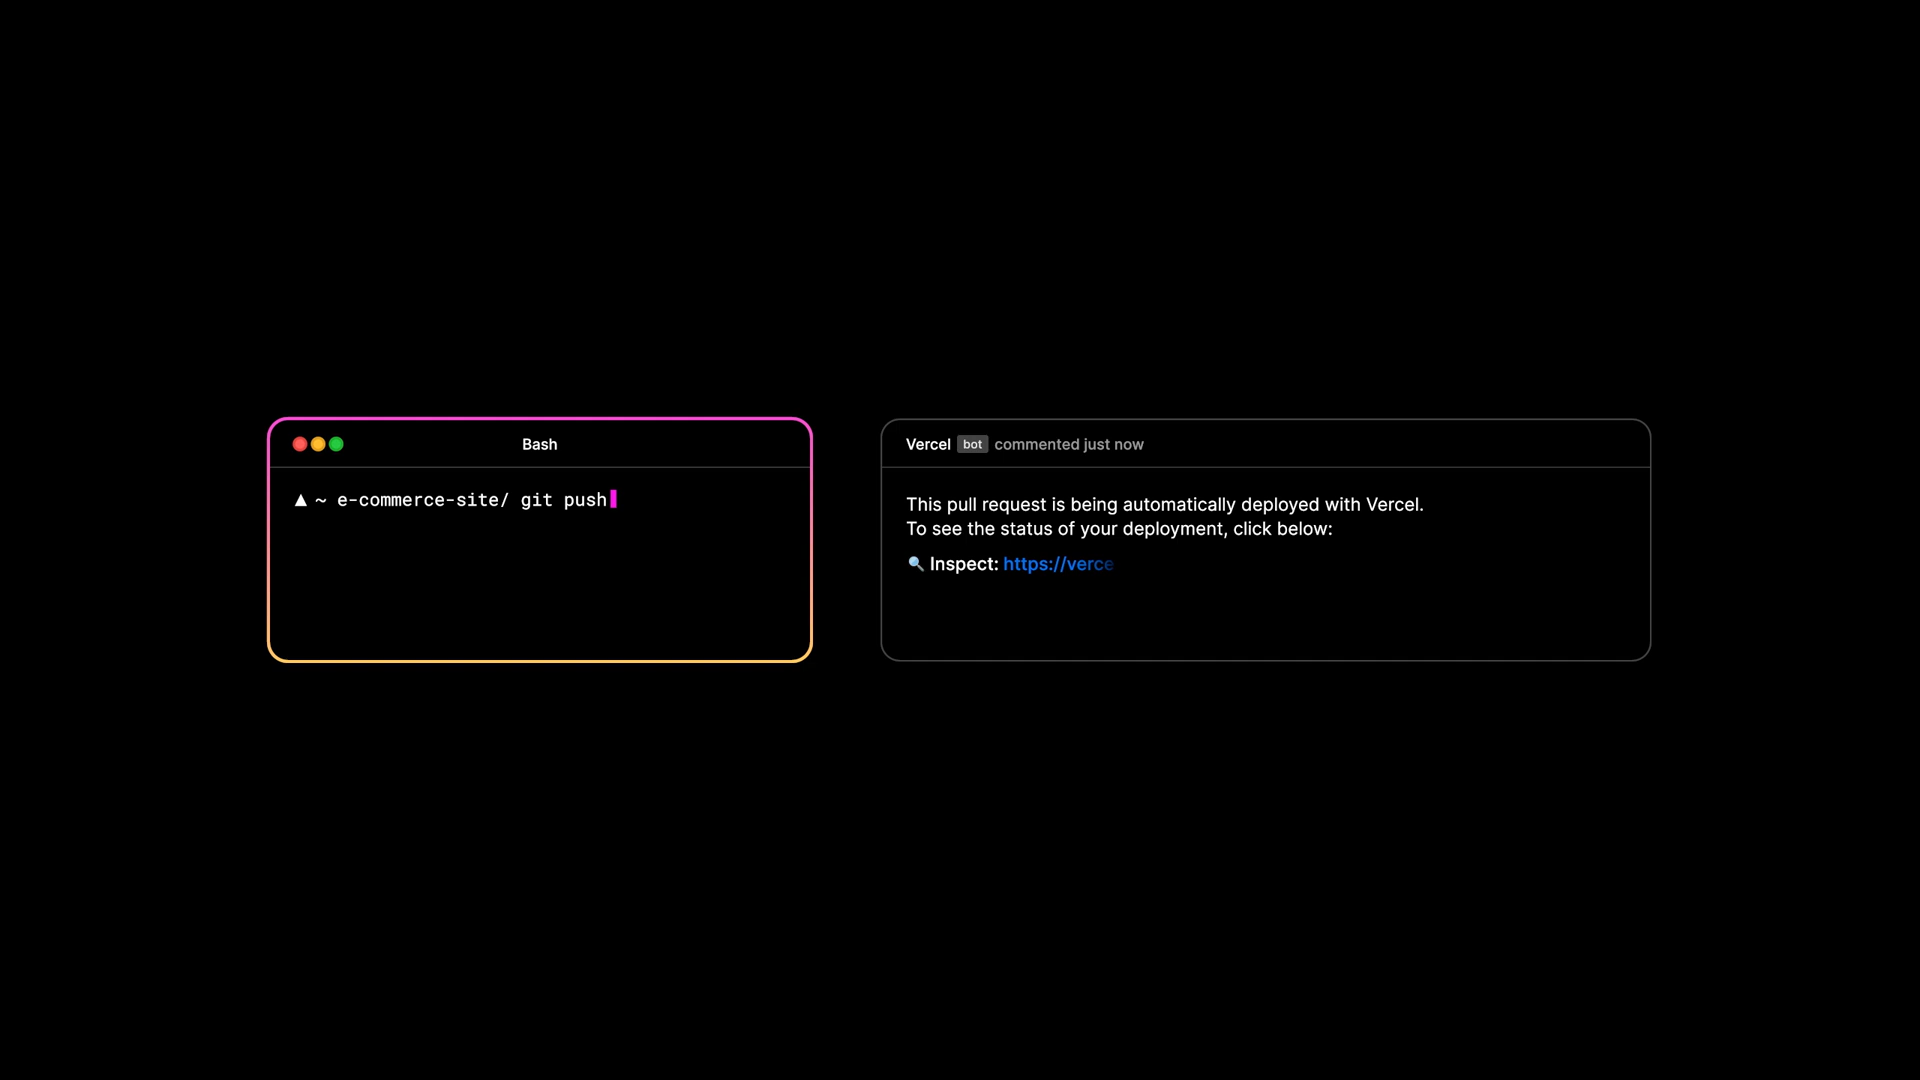 Bash
▲ ~ e-commerce-site/ git push
Vercel bot commented just now
This pull request is being automatically deployed with Vercel.
To see the status of your deployment, click below:
🔍 Inspect: https://verce